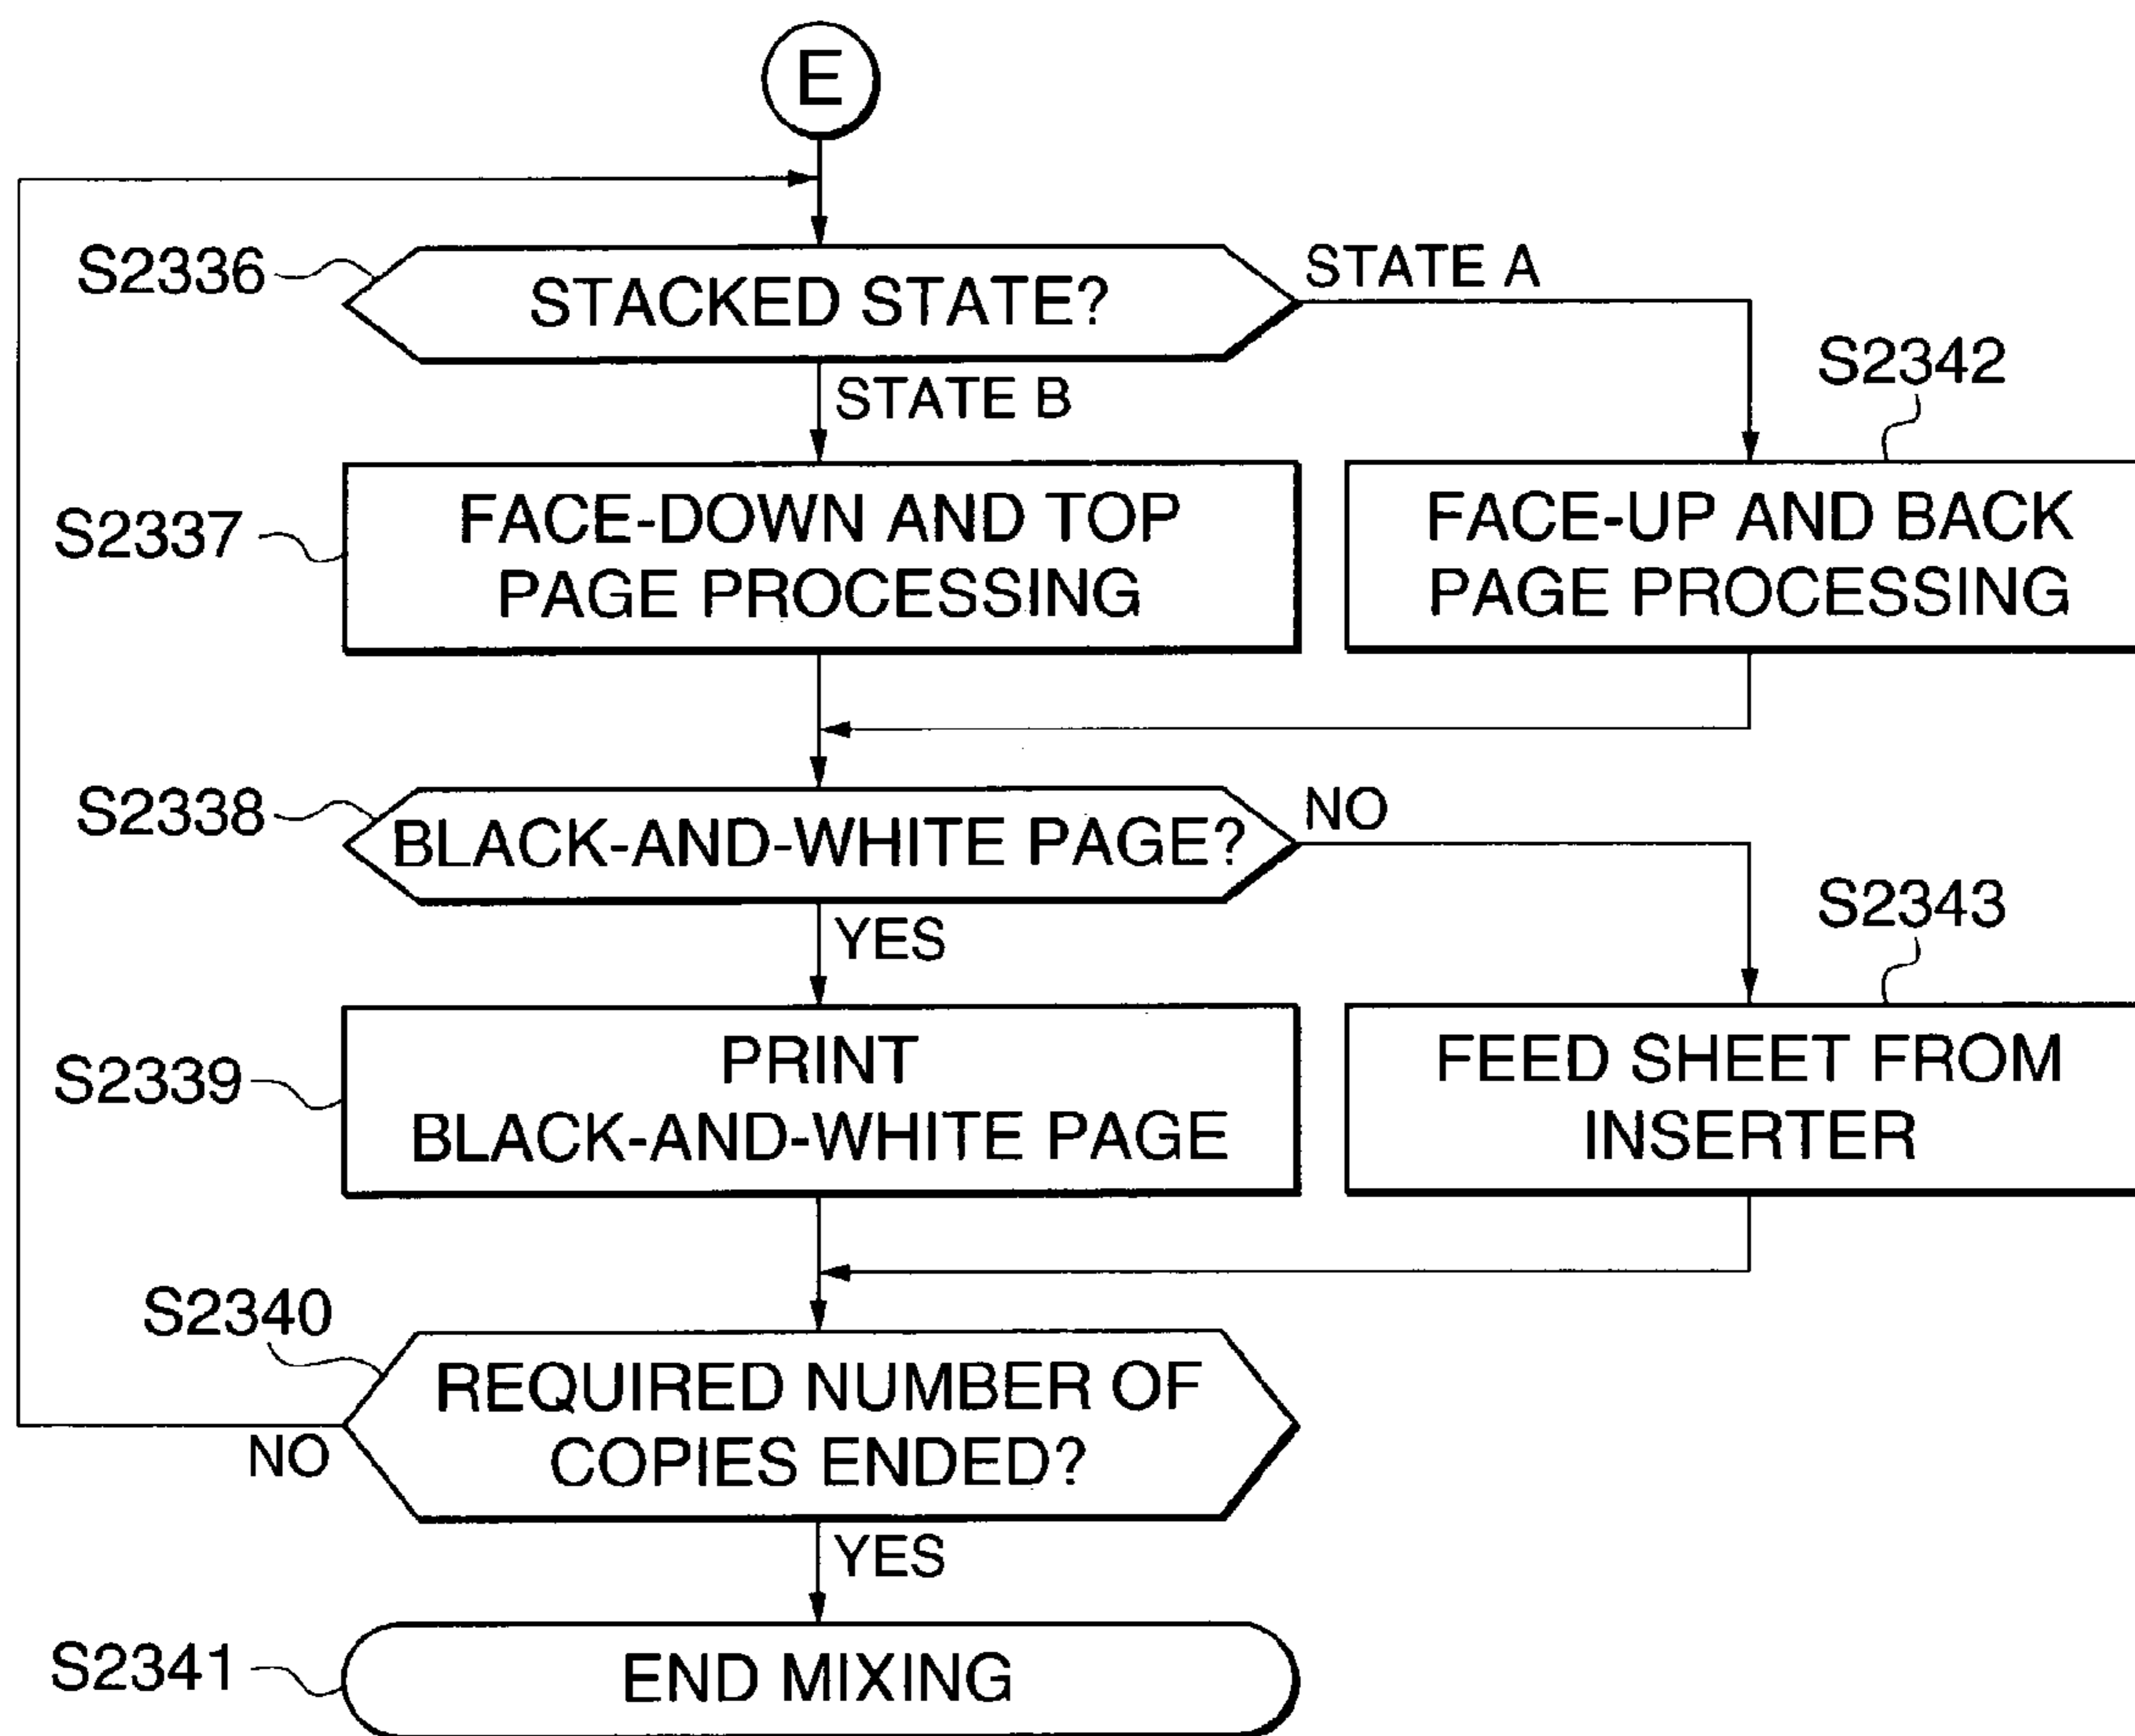 E
S2336
STACKED STATE?
STATE A
STATE B
S2342
S2337
FACE-DOWN AND TOP
PAGE PROCESSING
FACE-UP AND BACK
PAGE PROCESSING
S2338
BLACK-AND-WHITE PAGE?
NO
YES
S2343
S2339
PRINT
BLACK-AND-WHITE PAGE
FEED SHEET FROM
INSERTER
S2340
REQUIRED NUMBER OF
COPIES ENDED?
NO
YES
S2341
END MIXING